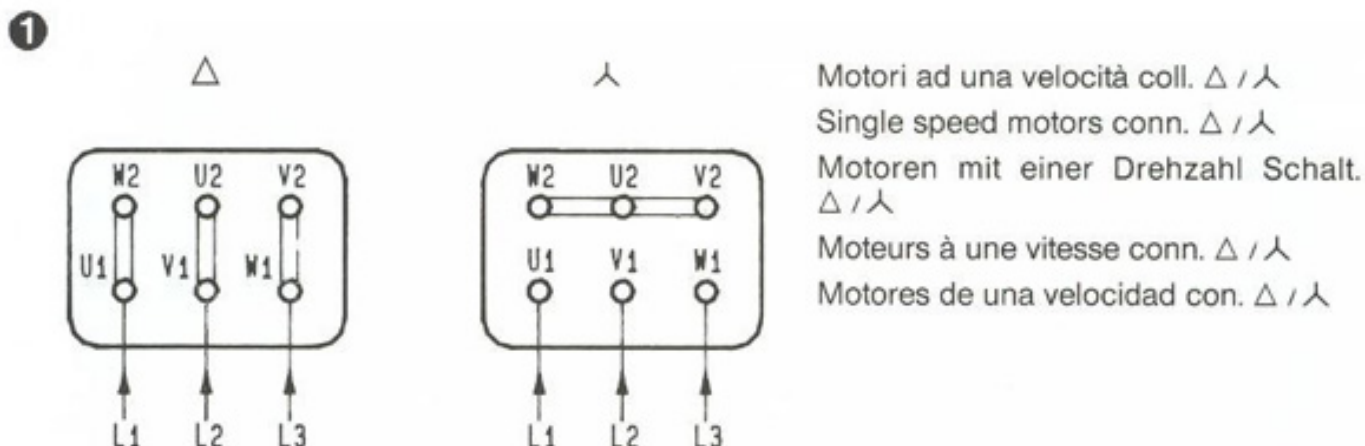 1
△ ⅄
W2 U2 V2
U1 V1 W1
L1 L2 L3
W2 U2 V2
U1 V1 W1
L1 L2 L3
Motori ad una velocità coll. △ / ⅄
Single speed motors conn. △ / ⅄
Motoren mit einer Drehzahl Schalt.
△ / ⅄
Moteurs à une vitesse conn. △ / ⅄
Motores de una velocidad con. △ / ⅄